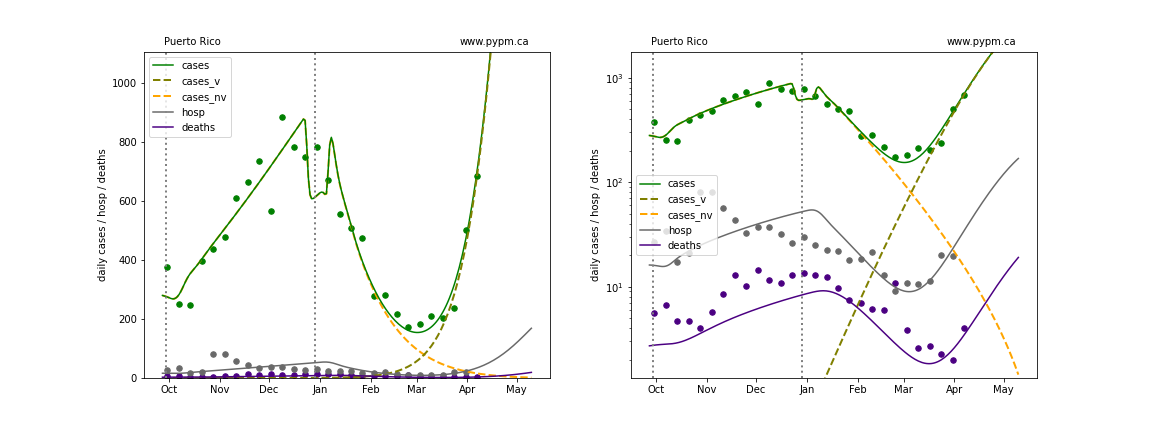 Puerto Rico www.pypm.ca
cases
cases_v
cases_nv
hosp
deaths
daily cases / hosp / deaths
1000
800
600
400
200
0
Oct Nov Dec Jan Feb Mar Apr May
Puerto Rico www.pypm.ca
cases
cases_v
cases_nv
hosp
deaths
daily cases / hosp / deaths
10³
10²
10¹
Oct Nov Dec Jan Feb Mar Apr May